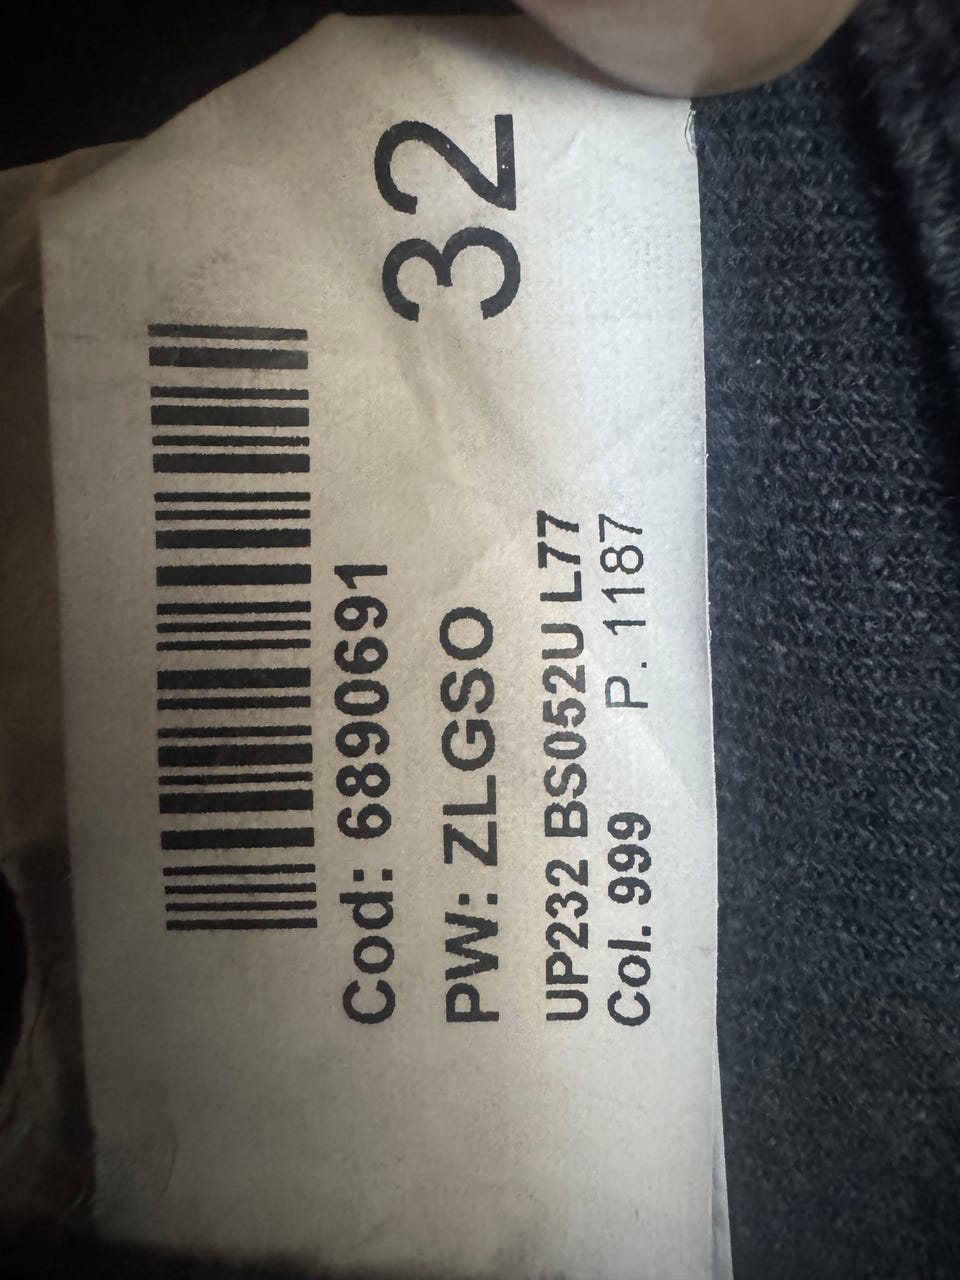 32
Cod: 6890691
PW: ZLGSO
UP232 BS052U L77
Col. 999 P. 1187